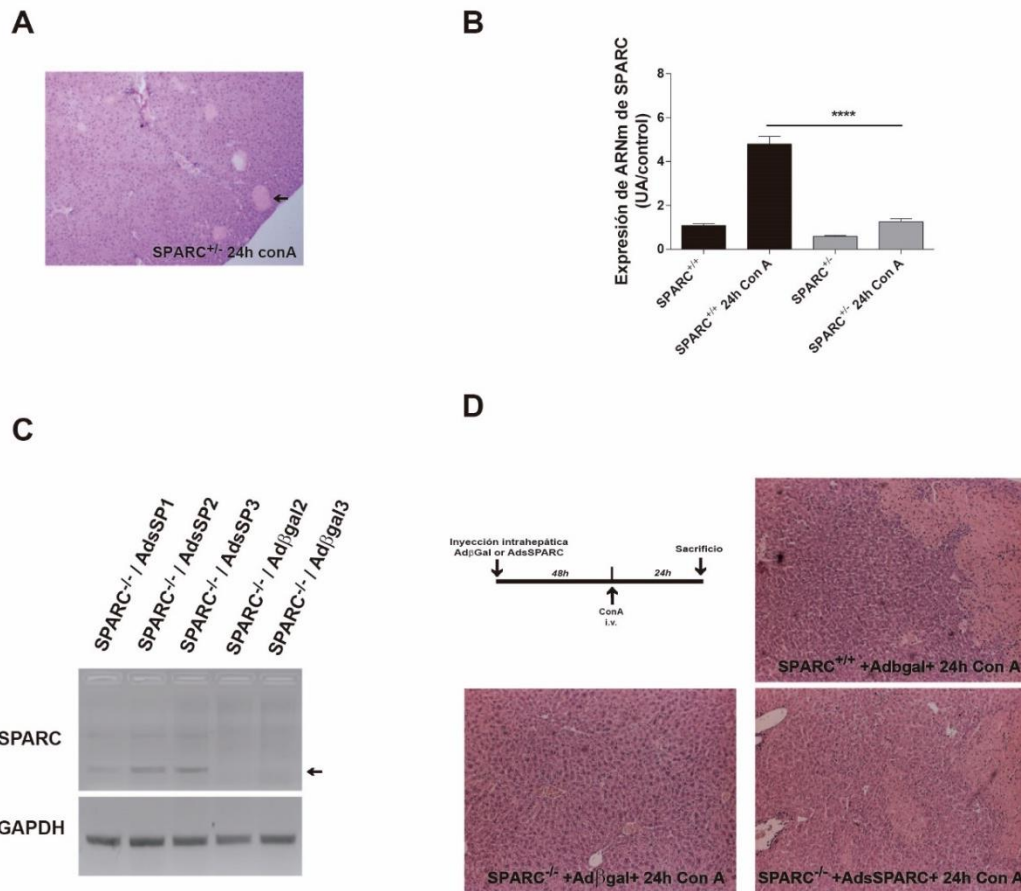 A
SPARC+/- 24h conA
B
Expresión de ARNm de SPARC
(UA/control)
8
6
4
2
0
****
SPARC+/+
SPARC+/+ 24h Con A
SPARC+/-
SPARC+/- 24h Con A
C
SPARC-/- / AdsSP1
SPARC-/- / AdsSP2
SPARC-/- / AdsSP3
SPARC-/- / Adβgal2
SPARC-/- / Adβgal3
SPARC
GAPDH
D
Inyección intrahepática
AdβGal or AdsSPARC
Sacrificio
48h
24h
ConA
i.v.
SPARC+/+ +Adbgal+ 24h Con A
SPARC-/- +Adβgal+ 24h Con A
SPARC-/- +AdsSPARC+ 24h Con A